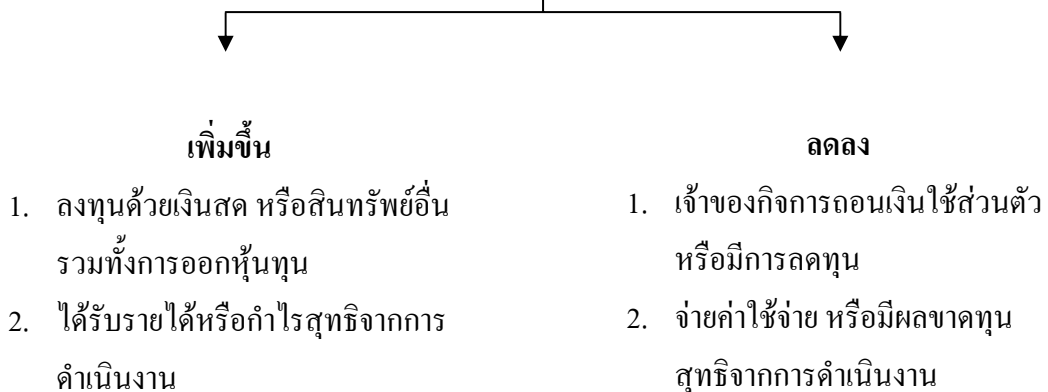 เพิ่มขึ้น
1. ลงทุนด้วยเงินสด หรือสินทรัพย์อื่น
รวมทั้งการออกหุ้นทุน
2. ได้รับรายได้หรือกำไรสุทธิจากการ
ดำเนินงาน
ลดลง
1. เจ้าของกิจการถอนเงินใช้ส่วนตัว
หรือมีการลดทุน
2. จ่ายค่าใช้จ่าย หรือมีผลขาดทุน
สุทธิจากการดำเนินงาน